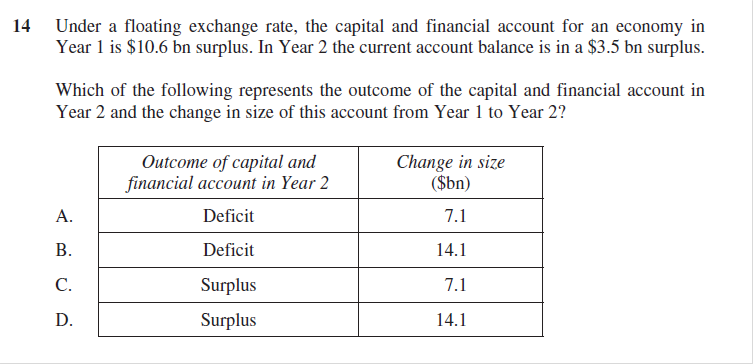 14 Under a floating exchange rate, the capital and financial account for an economy in
Year 1 is $10.6 bn surplus. In Year 2 the current account balance is in a $3.5 bn surplus.
Which of the following represents the outcome of the capital and financial account in
Year 2 and the change in size of this account from Year 1 to Year 2?
Outcome of capital and financial account in Year 2 | Change in size ($bn)
A. Deficit 7.1
B. Deficit 14.1
C. Surplus 7.1
D. Surplus 14.1